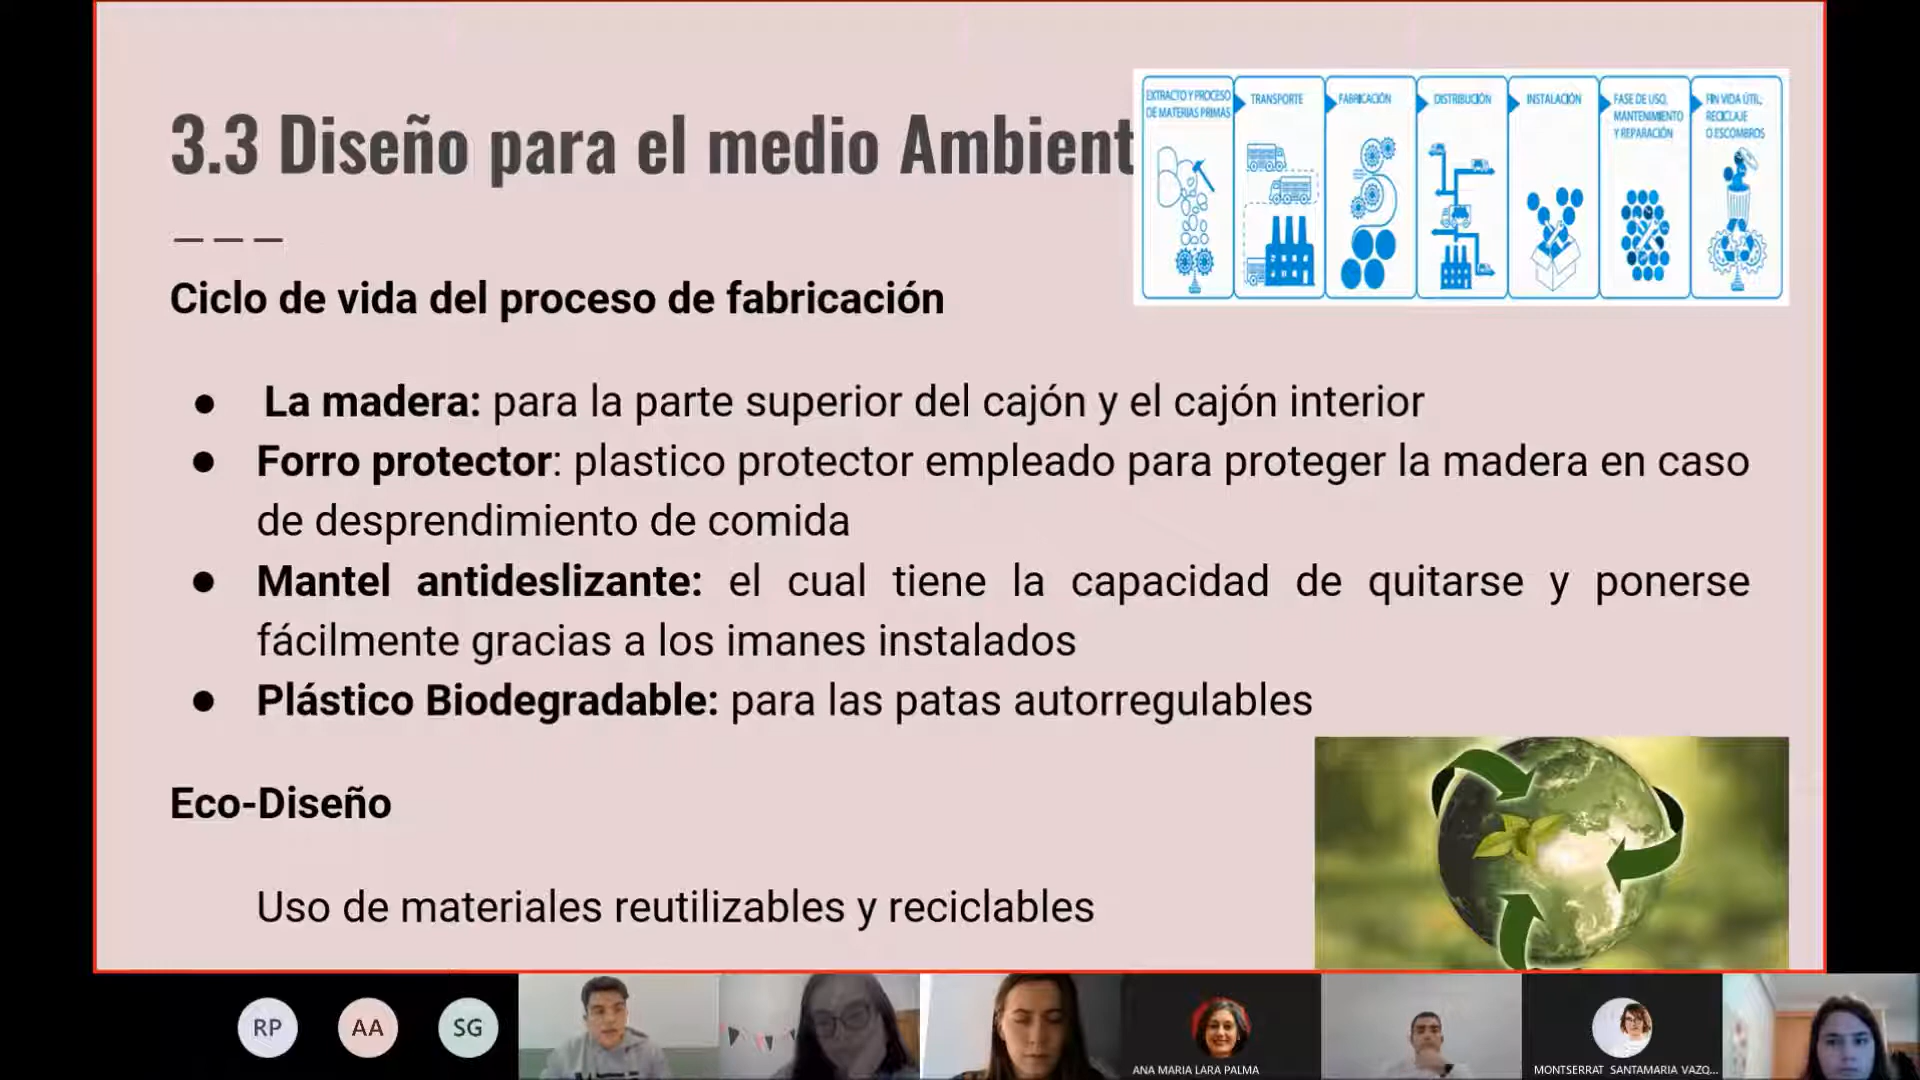 3.3 Diseño para el medio Ambient
EXTRACTO Y PROCESO
DE MATERIAS PRIMAS
TRANSPORTE
FABRICACIÓN
DISTRIBUCIÓN
INSTALACIÓN
FASE DE USO,
MANTENIMIENTO
Y REPARACIÓN
FIN VIDA ÚTIL;
RECICLAJE
O ESCOMBROS
Ciclo de vida del proceso de fabricación
● La madera: para la parte superior del cajón y el cajón interior
● Forro protector: plastico protector empleado para proteger la madera en caso
de desprendimiento de comida
● Mantel antideslizante: el cual tiene la capacidad de quitarse y ponerse
fácilmente gracias a los imanes instalados
● Plástico Biodegradable: para las patas autorregulables
Eco-Diseño
Uso de materiales reutilizables y reciclables
RP
AA
SG
ANA MARIA LARA PALMA
MONTSERRAT SANTAMARIA VAZQ...